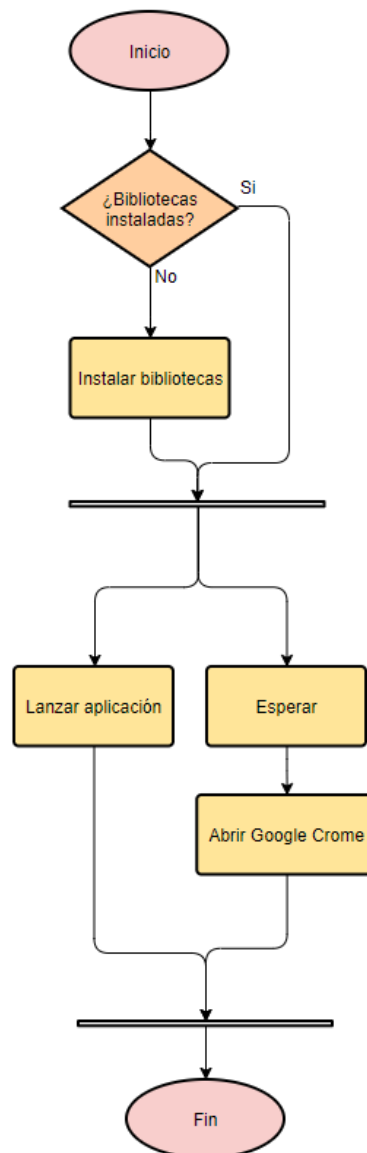 Inicio
¿Bibliotecas
instaladas?
Si
No
Instalar bibliotecas
Lanzar aplicación
Esperar
Abrir Google Crome
Fin